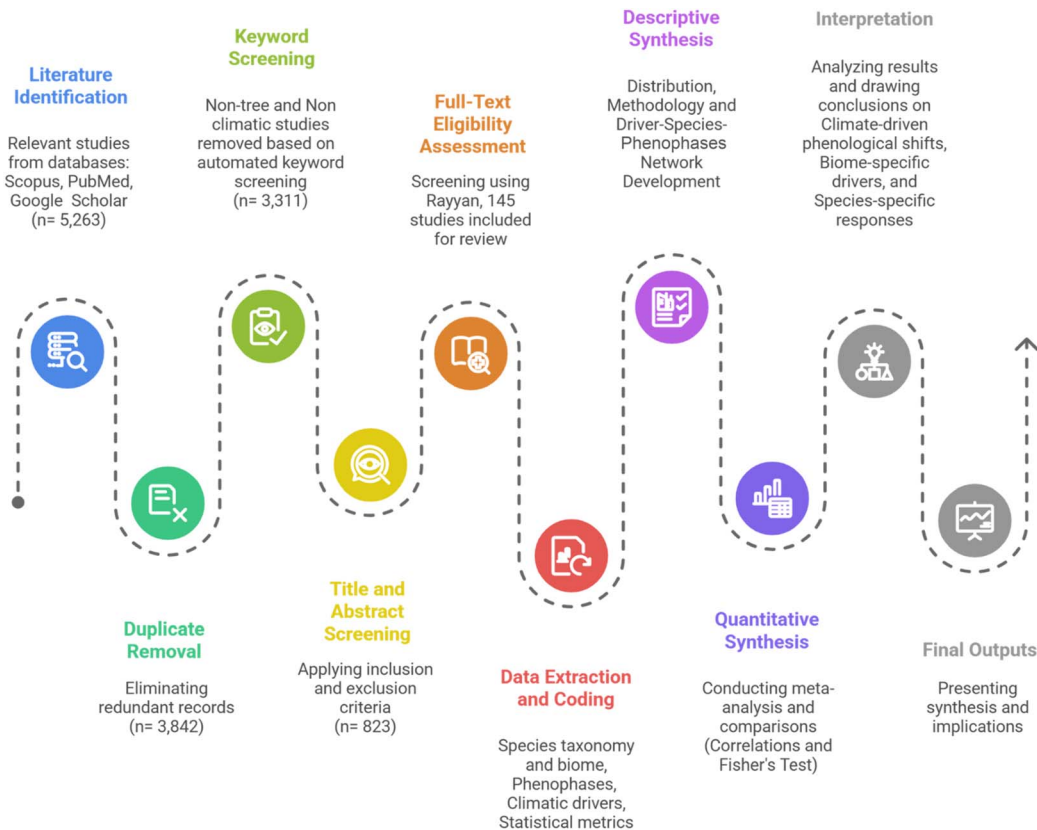 Literature
Identification
Relevant studies
from databases:
Scopus, PubMed,
Google Scholar
(n= 5,263)
Duplicate
Removal
Eliminating
redundant records
(n= 3,842)
Keyword
Screening
Non-tree and Non
climatic studies
removed based on
automated keyword
screening
(n= 3,311)
Title and
Abstract
Screening
Applying inclusion
and exclusion
criteria
(n= 823)
Full-Text
Eligibility
Assessment
Screening using
Rayyan, 145
studies included
for review
Data Extraction
and Coding
Species taxonomy
and biome,
Phenophases,
Climatic drivers,
Statistical metrics
Descriptive
Synthesis
Distribution,
Methodology and
Driver-Species-
Phenophases
Network
Development
Quantitative
Synthesis
Conducting meta-
analysis and
comparisons
(Correlations and
Fisher's Test)
Interpretation
Analyzing results
and drawing
conclusions on
Climate-driven
phenological shifts,
Biome-specific
drivers, and
Species-specific
responses
Final Outputs
Presenting
synthesis and
implications